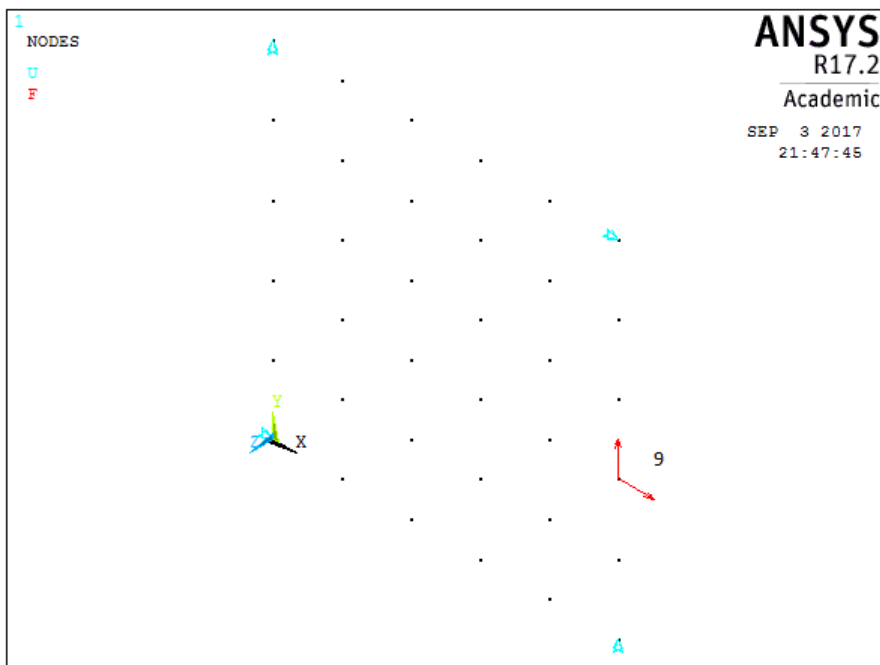 1
NODES
U
F
ANSYS
R17.2
Academic
SEP 3 2017
21:47:45
Y
Z
X
9